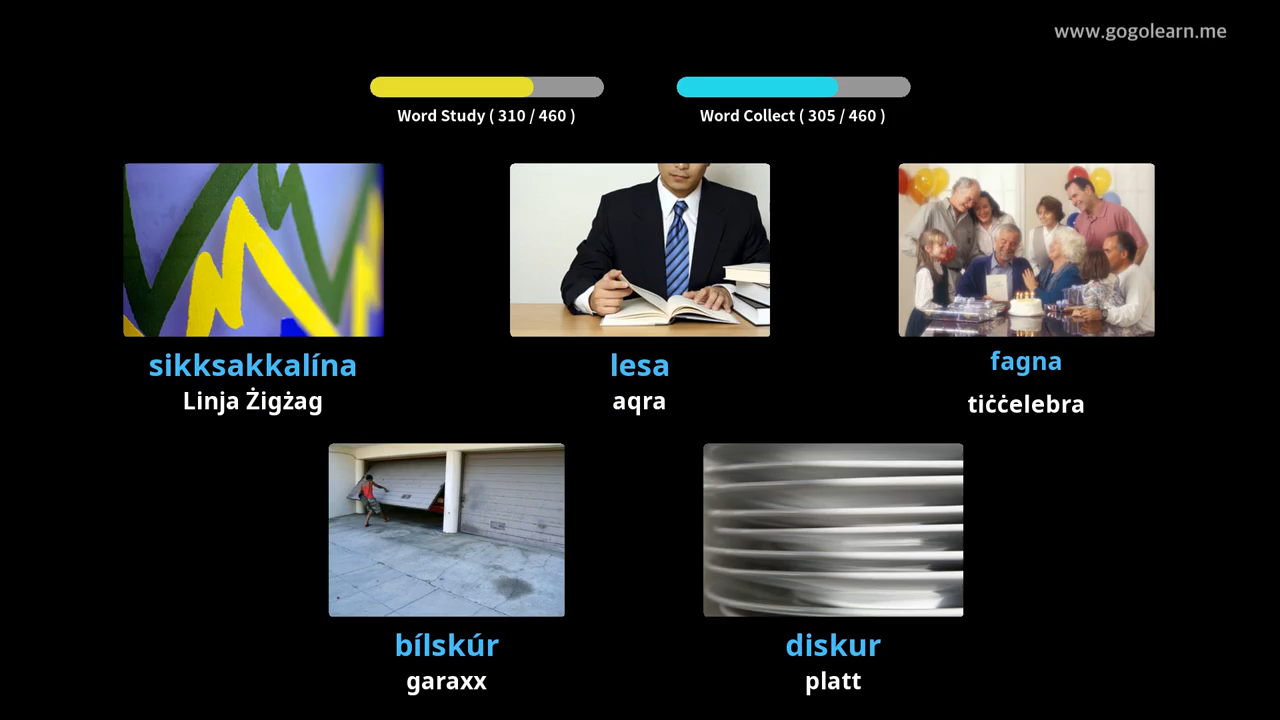 www.gogolearn.me
Word Study ( 310 / 460 )
Word Collect ( 305 / 460 )
sikksakkalína
Linja Żigżag
lesa
aqra
fagna
tiċċelebra
bílskúr
garaxx
diskur
platt